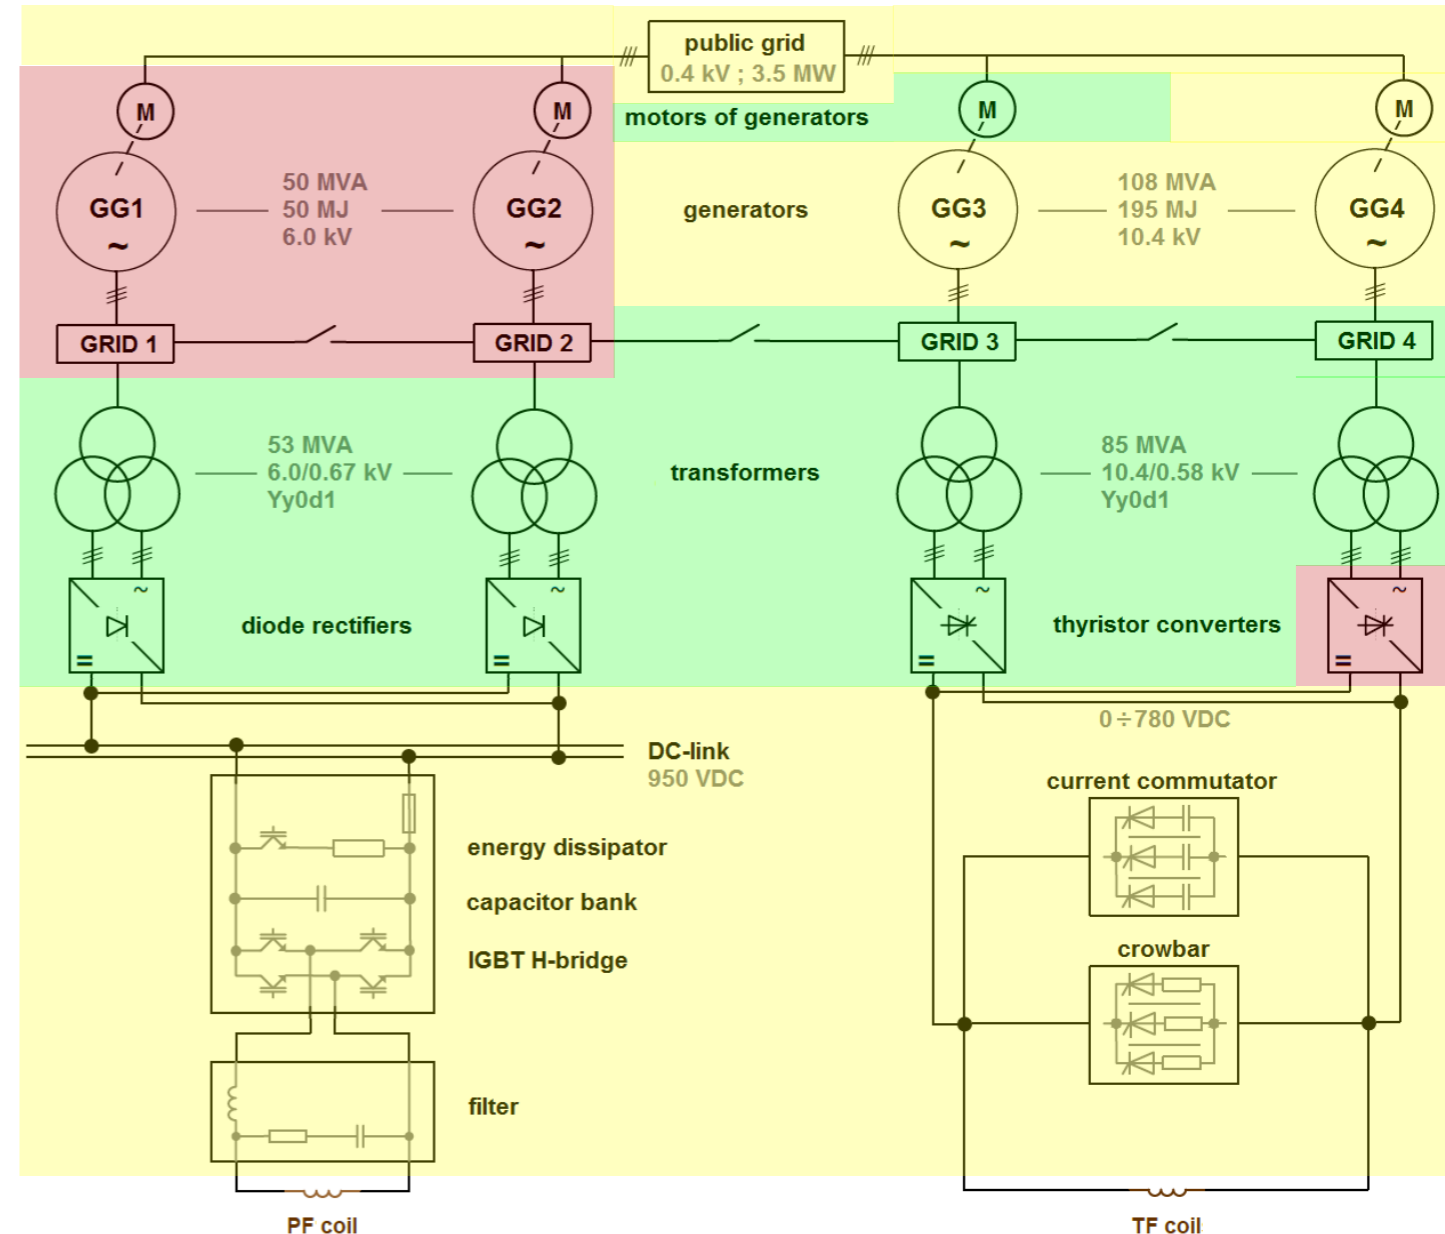 public grid
0.4 kV ; 3.5 MW
M
M
motors of generators
M
M
GG1
~
50 MVA
50 MJ
6.0 kV
GG2
~
generators
GG3
~
108 MVA
195 MJ
10.4 kV
GG4
~
GRID 1
GRID 2
GRID 3
GRID 4
53 MVA
6.0/0.67 kV
Yy0d1
transformers
85 MVA
10.4/0.58 kV
Yy0d1
~
=
diode rectifiers
~
=
~
=
thyristor converters
~
=
0÷780 VDC
DC-link
950 VDC
current commutator
energy dissipator
capacitor bank
IGBT H-bridge
crowbar
filter
PF coil
TF coil